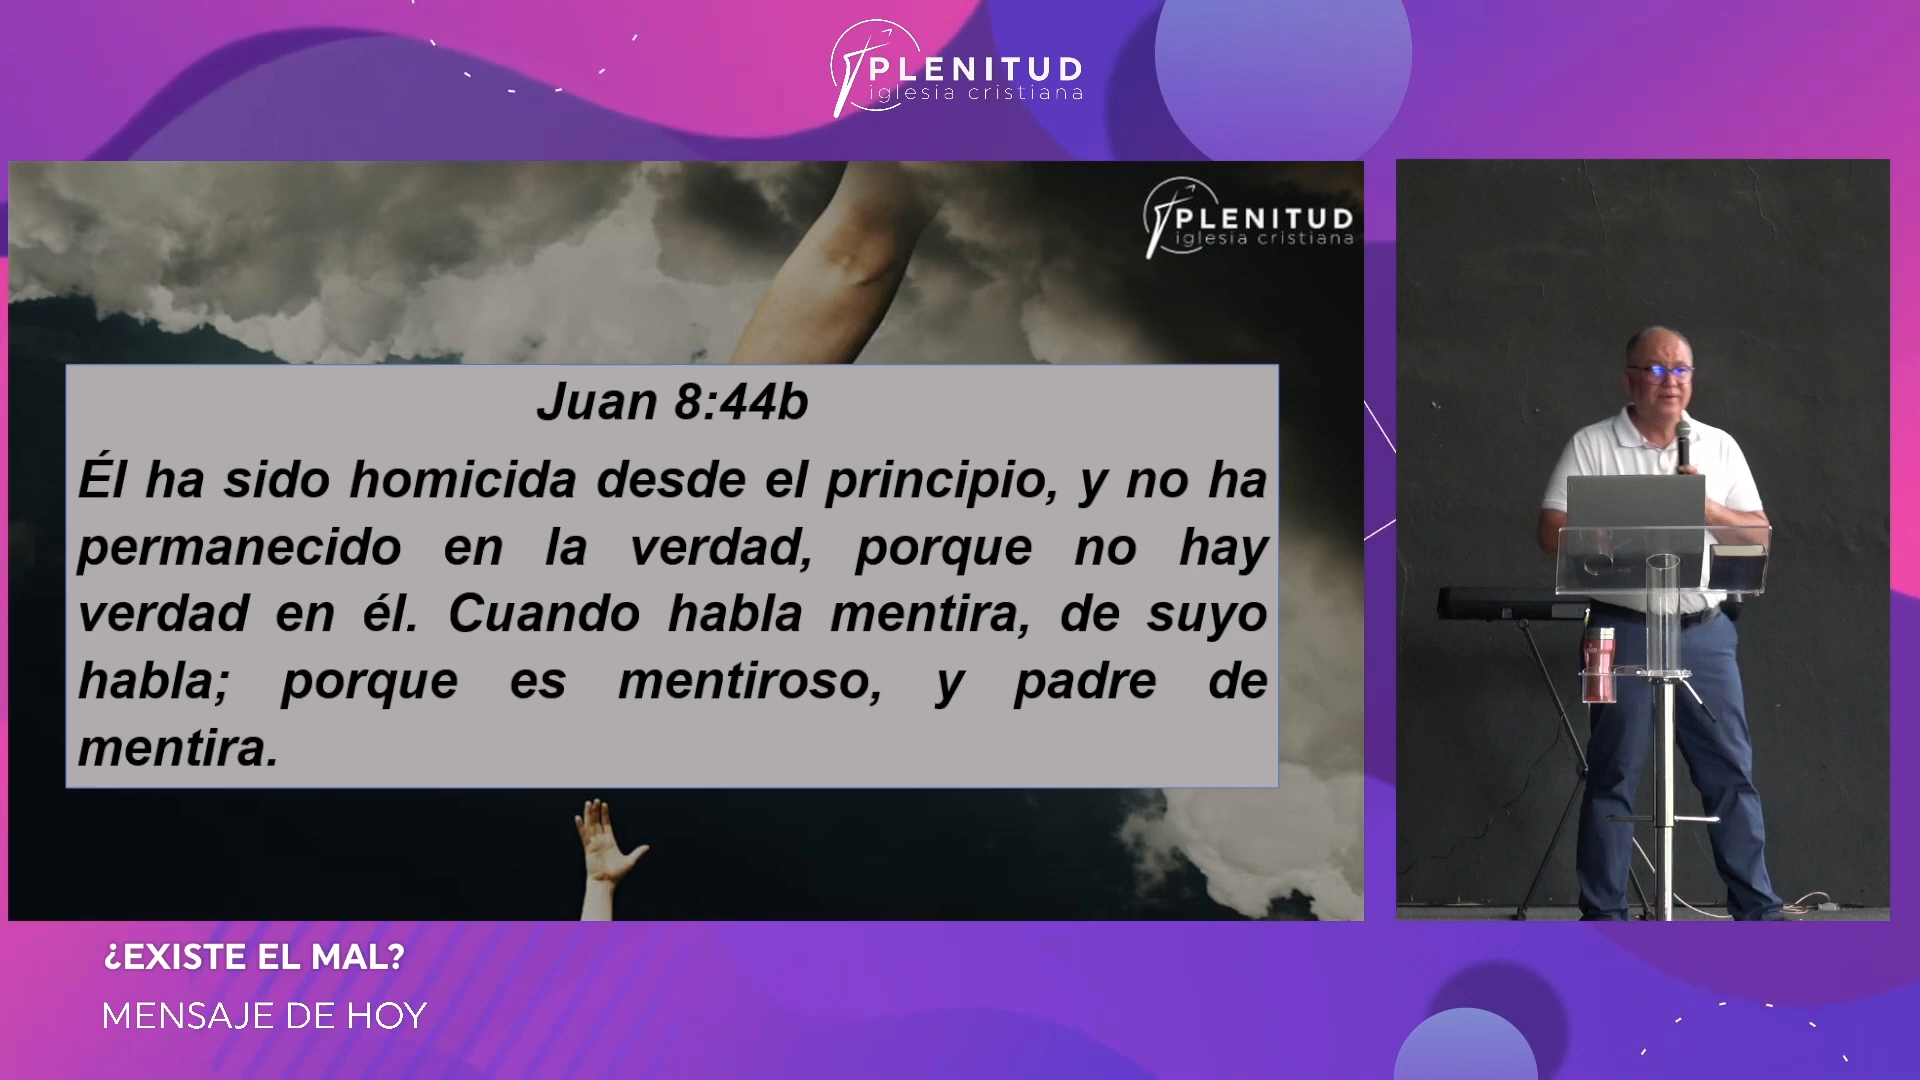 PLENITUD
iglesia cristiana
PLENITUD
iglesia cristiana
Juan 8:44b
Él ha sido homicida desde el principio, y no ha
permanecido en la verdad, porque no hay
verdad en él. Cuando habla mentira, de suyo
habla; porque es mentiroso, y padre de
mentira.
¿EXISTE EL MAL?
MENSAJE DE HOY